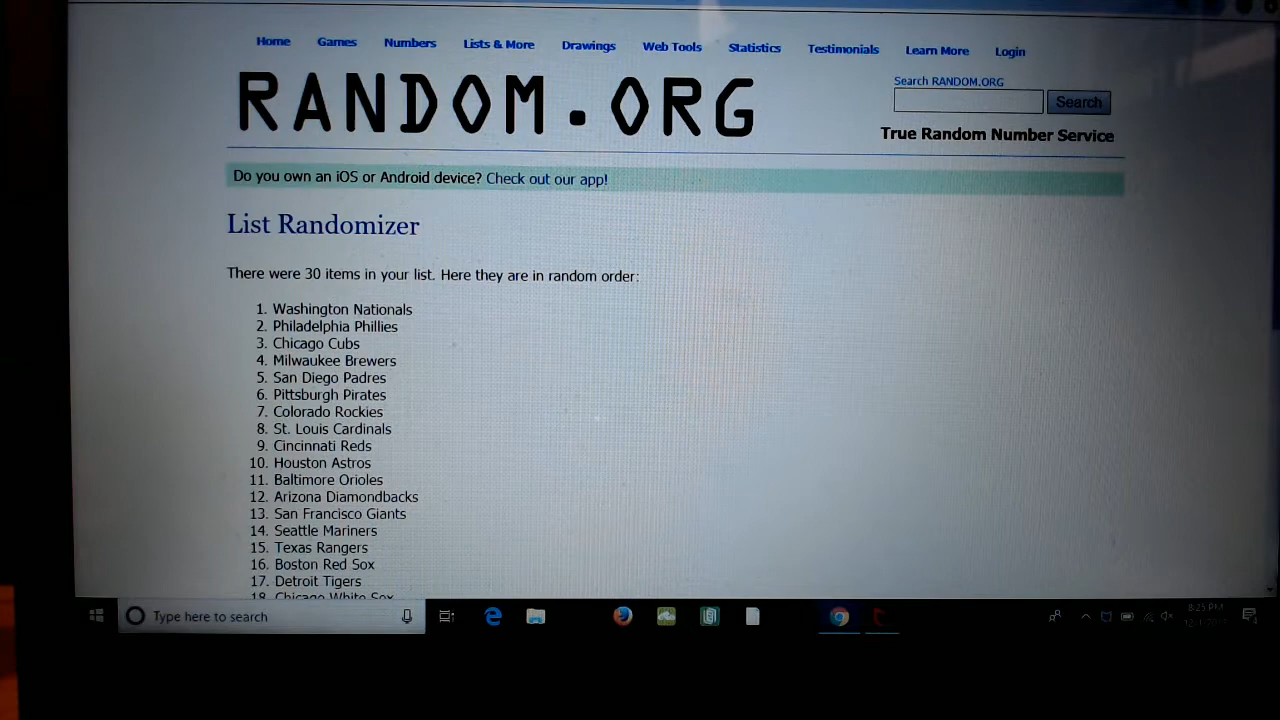 Home Games Numbers Lists & More Drawings Web Tools Statistics Testimonials Learn More Login
RANDOM.ORG
Search RANDOM.ORG
Search
True Random Number Service
Do you own an iOS or Android device? Check out our app!
List Randomizer
There were 30 items in your list. Here they are in random order:
1. Washington Nationals
2. Philadelphia Phillies
3. Chicago Cubs
4. Milwaukee Brewers
5. San Diego Padres
6. Pittsburgh Pirates
7. Colorado Rockies
8. St. Louis Cardinals
9. Cincinnati Reds
10. Houston Astros
11. Baltimore Orioles
12. Arizona Diamondbacks
13. San Francisco Giants
14. Seattle Mariners
15. Texas Rangers
16. Boston Red Sox
17. Detroit Tigers
18. Chicago White Sox
Type here to search
8:25 PM